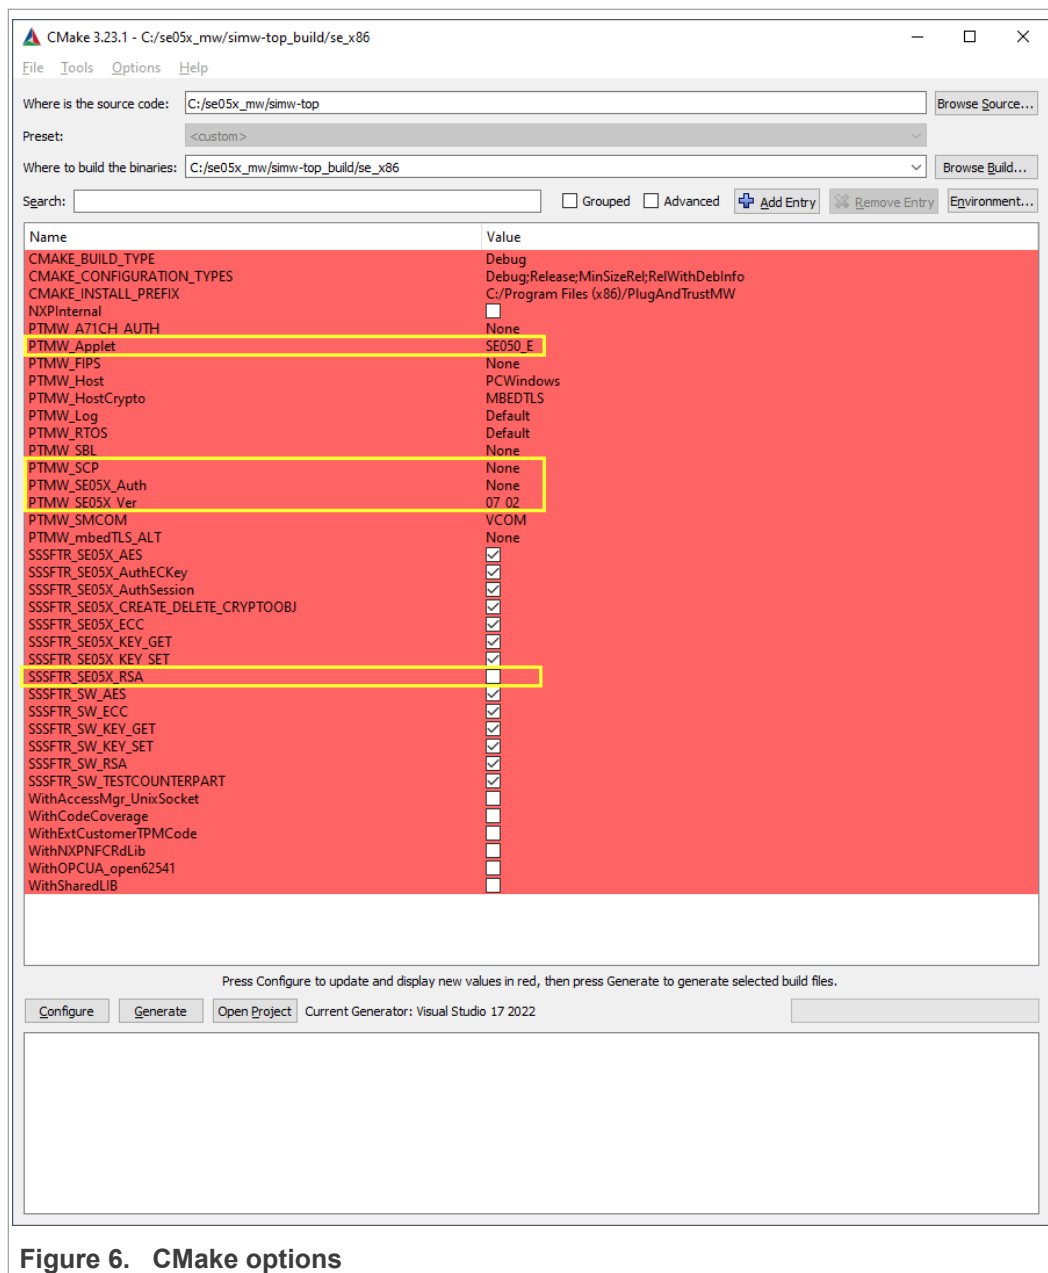 CMake 3.23.1 - C:/se05x_mw/simw-top_build/se_x86
File Tools Options Help
Where is the source code: C:/se05x_mw/simw-top Browse Source...
Preset: <custom>
Where to build the binaries: C:/se05x_mw/simw-top_build/se_x86 Browse Build...
Search: Grouped Advanced Add Entry Remove Entry Environment...
Name Value
CMAKE_BUILD_TYPE Debug
CMAKE_CONFIGURATION_TYPES Debug;Release;MinSizeRel;RelWithDebInfo
CMAKE_INSTALL_PREFIX C:/Program Files (x86)/PlugAndTrustMW
NXPInternal
PTMW_A71CH_AUTH None
PTMW_Applet SE050_E
PTMW_FIPS None
PTMW_Host PCWindows
PTMW_HostCrypto MBEDTLS
PTMW_Log Default
PTMW_RTOS Default
PTMW_SBL None
PTMW_SCP None
PTMW_SE05X_Auth None
PTMW_SE05X_Ver 07_02
PTMW_SMCOM VCOM
PTMW_mbedTLS_ALT None
SSSFTR_SE05X_AES
SSSFTR_SE05X_AuthECKey
SSSFTR_SE05X_AuthSession
SSSFTR_SE05X_CREATE_DELETE_CRYPTOOBJ
SSSFTR_SE05X_ECC
SSSFTR_SE05X_KEY_GET
SSSFTR_SE05X_KEY_SET
SSSFTR_SE05X_RSA
SSSFTR_SW_AES
SSSFTR_SW_ECC
SSSFTR_SW_KEY_GET
SSSFTR_SW_KEY_SET
SSSFTR_SW_RSA
SSSFTR_SW_TESTCOUNTERPART
WithAccessMgr_UnixSocket
WithCodeCoverage
WithExtCustomerTPMCode
WithNXPNFCRdLib
WithOPCUA_open62541
WithSharedLIB
Press Configure to update and display new values in red, then press Generate to generate selected build files.
Configure Generate Open Project Current Generator: Visual Studio 17 2022
Figure 6. CMake options